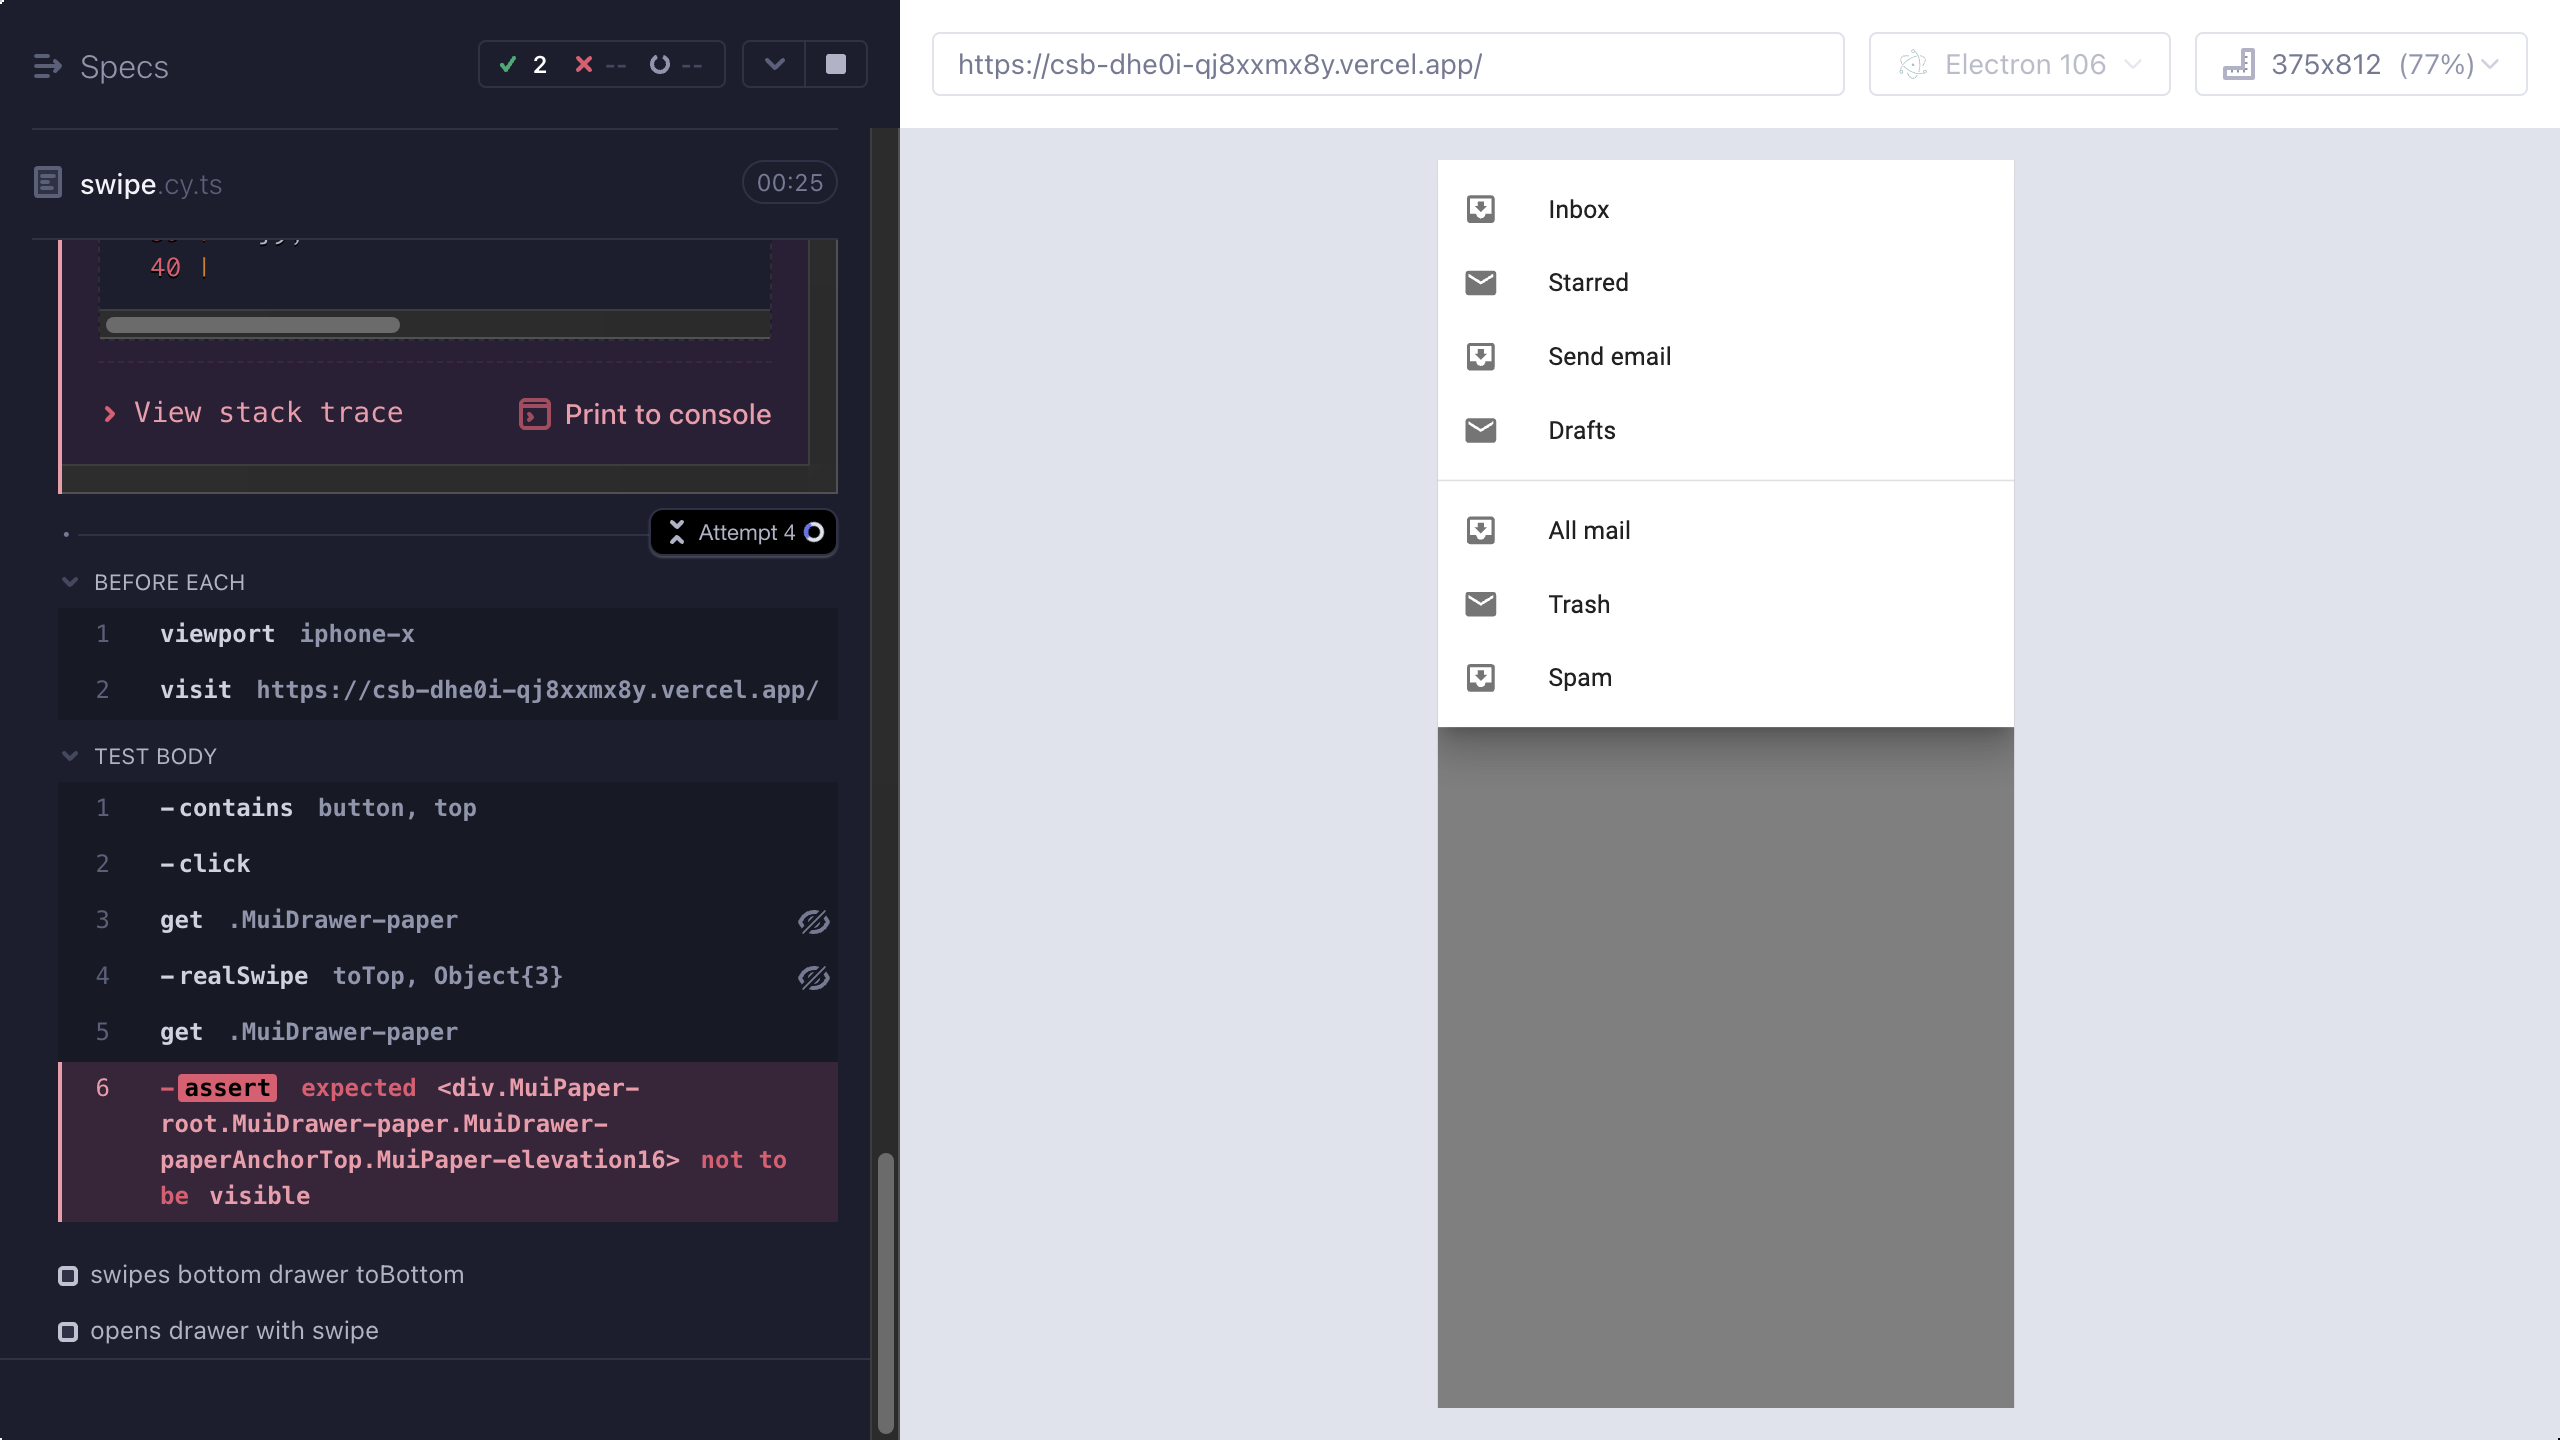 Specs
2
--
--
swipe.cy.ts
00:25
40 |
View stack trace
Print to console
Attempt 4
BEFORE EACH
1 viewport iphone-x
2 visit https://csb-dhe0i-qj8xxmx8y.vercel.app/
TEST BODY
1 -contains button, top
2 -click
3 get .MuiDrawer-paper
4 -realSwipe toTop, Object{3}
5 get .MuiDrawer-paper
6 -assert expected <div.MuiPaper-
root.MuiDrawer-paper.MuiDrawer-
paperAnchorTop.MuiPaper-elevation16> not to
be visible
swipes bottom drawer toBottom
opens drawer with swipe
https://csb-dhe0i-qj8xxmx8y.vercel.app/
Electron 106
375x812 (77%)
Inbox
Starred
Send email
Drafts
All mail
Trash
Spam